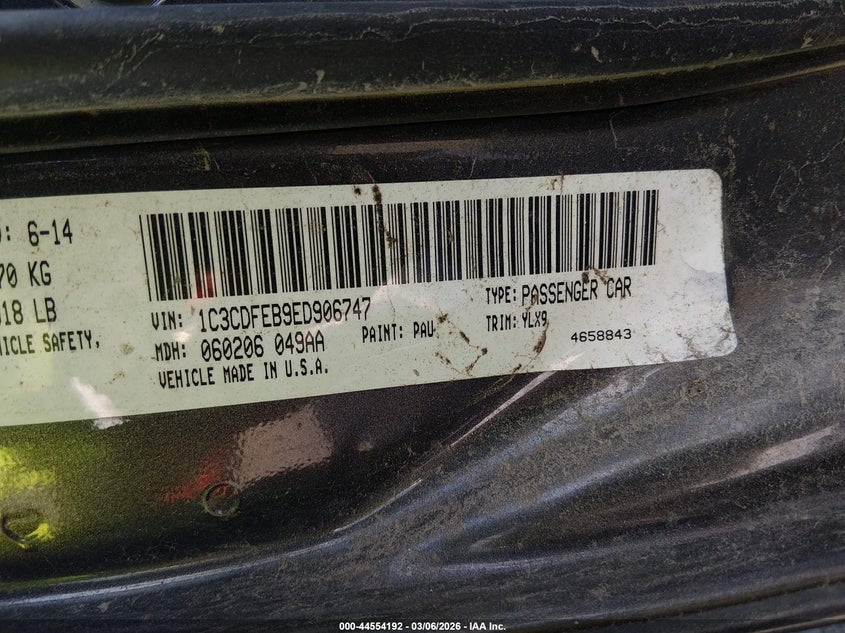 : 6-14
70 KG
18 LB
HICLE SAFETY,
VIN: 1C3CDFEB9ED906747
TYPE: PASSENGER CAR
MDH: 060206 049AA
PAINT: PAU
TRIM: YLX9
VEHICLE MADE IN U.S.A.
4658843
000-44554192 - 03/06/2026 - IAA Inc.